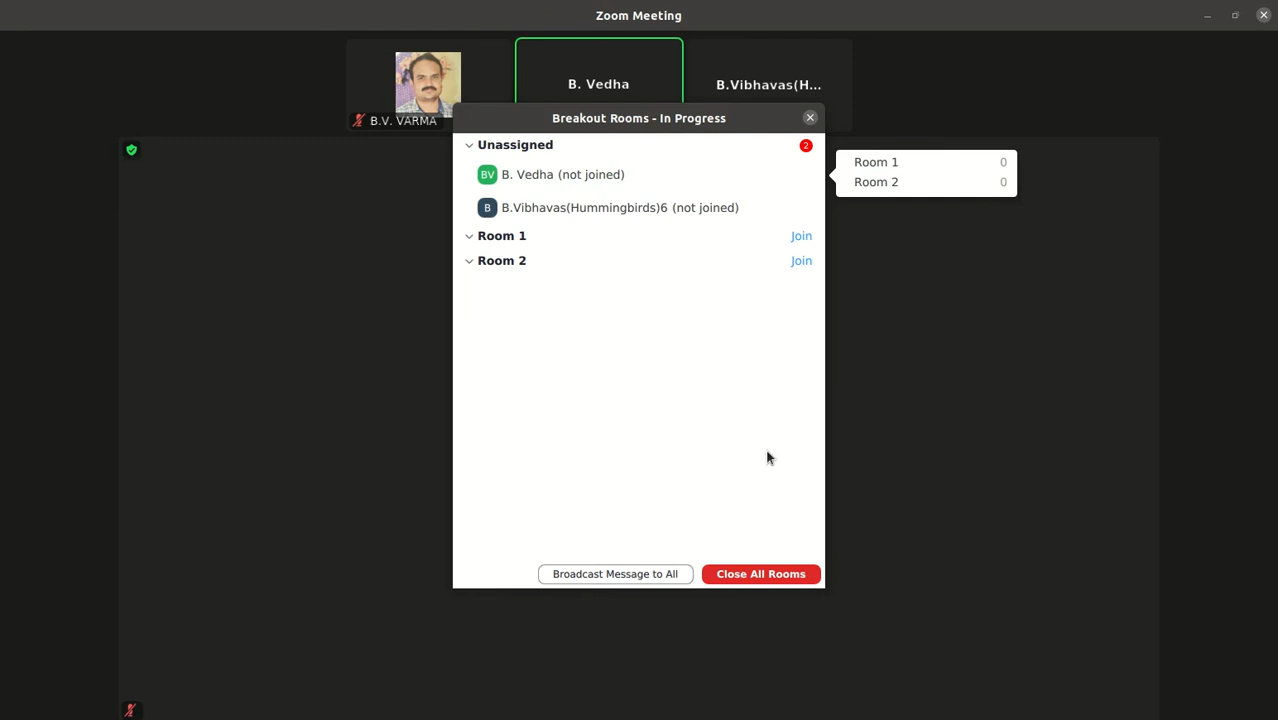 Zoom Meeting
B.V. VARMA
B. Vedha
B.Vibhavas(H...
Breakout Rooms - In Progress
Unassigned
2
BV B. Vedha (not joined)
B B.Vibhavas(Hummingbirds)6 (not joined)
Room 1 Join
Room 2 Join
Room 1 0
Room 2 0
Broadcast Message to All
Close All Rooms